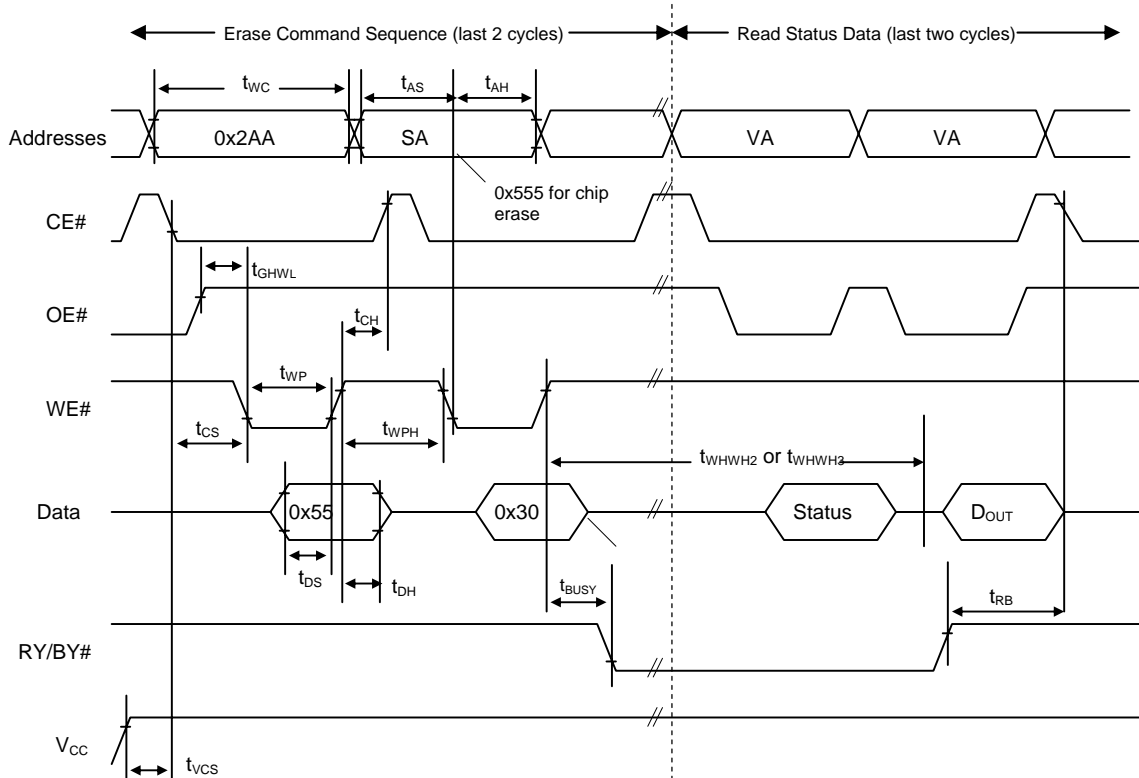 Erase Command Sequence (last 2 cycles) Read Status Data (last two cycles)
tWC tAS tAH
Addresses 0x2AA SA VA VA
0x555 for chip
erase
CE#
tGHWL
OE#
tCH
tWP
WE#
tCS tWPH
tWHWH2 or tWHWH3
Data 0x55 0x30 Status DOUT
tDS tDH tBUSY tRB
RY/BY#
VCC
tVCS